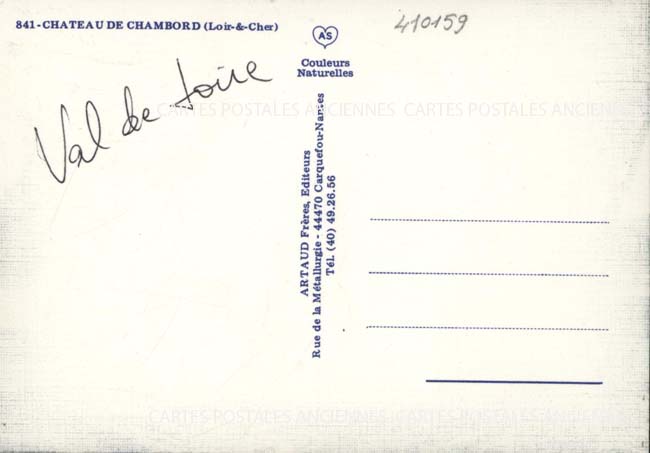 841-CHATEAU DE CHAMBORD (Loir-&-Cher)
410159
AS
Couleurs
Naturelles
Val de Loire
CARTES POSTALES ANCIENNES CARTES POSTALES ANCIENNES
ARTAUD Frères, Editeurs
Rue de la Métallurgie - 44470 Carquefou-Nantes
Tél. (40) 49.26.56
CARTES POSTALES ANCIENNES CARTES POSTALES ANCIENNES